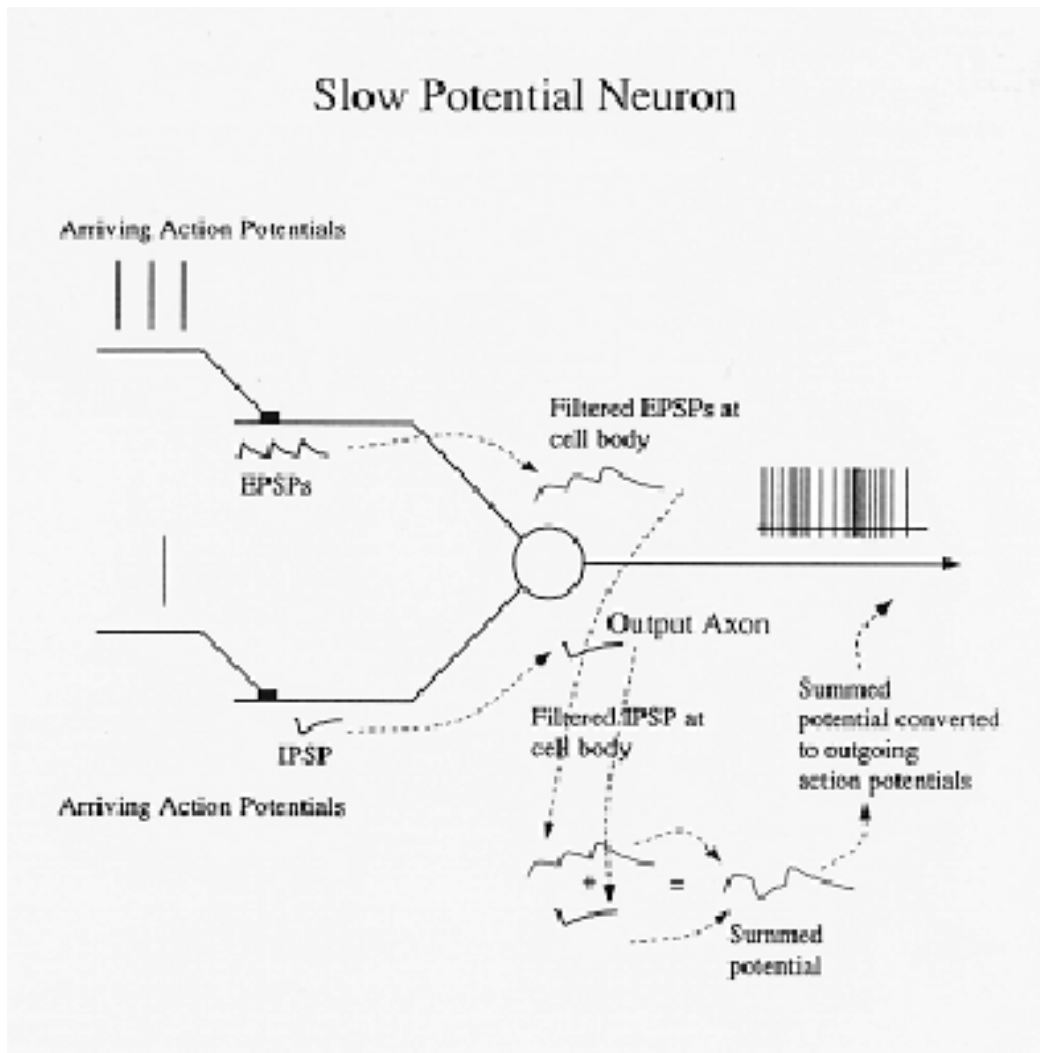 Slow Potential Neuron
Arriving Action Potentials
EPSPs
Filtered EPSPs at
cell body
Output Axon
IPSP
Filtered IPSP at
cell body
Arriving Action Potentials
Summed
potential converted
to outgoing
action potentials
+ =
Summed
potential